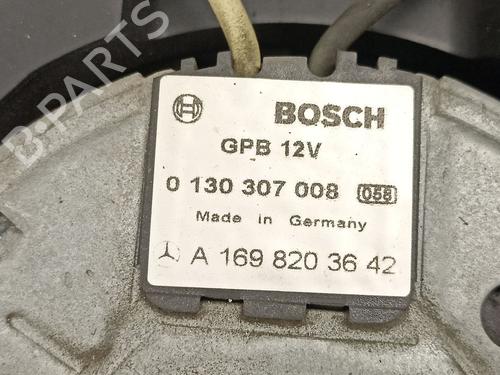 B-PARTS
BOSCH
GPB 12V
0 130 307 008 058
Made in Germany
A 169 820 36 42